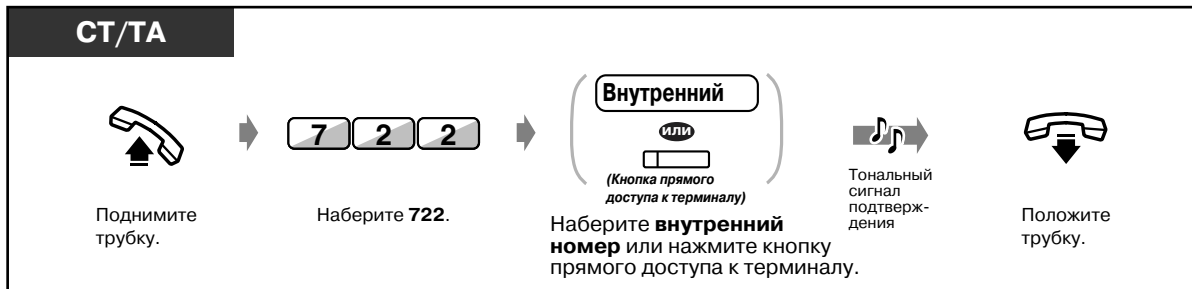 СТ/ТА
Поднимите
трубку.
7 2 2
Наберите 722.
Внутренний
или
(Кнопка прямого
доступа к терминалу)
Наберите внутренний
номер или нажмите кнопку
прямого доступа к терминалу.
Тональный
сигнал
подтверж-
дения
Положите
трубку.